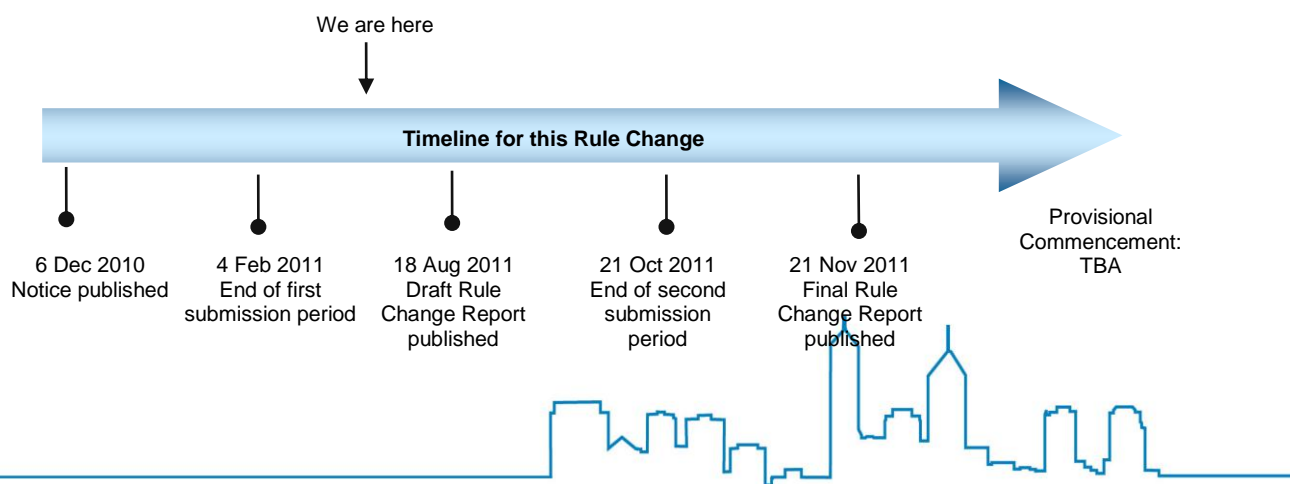 We are here
Timeline for this Rule Change
6 Dec 2010
Notice published
4 Feb 2011
End of first
submission period
18 Aug 2011
Draft Rule
Change Report
published
21 Oct 2011
End of second
submission
period
21 Nov 2011
Final Rule
Change Report
published
Provisional
Commencement:
TBA